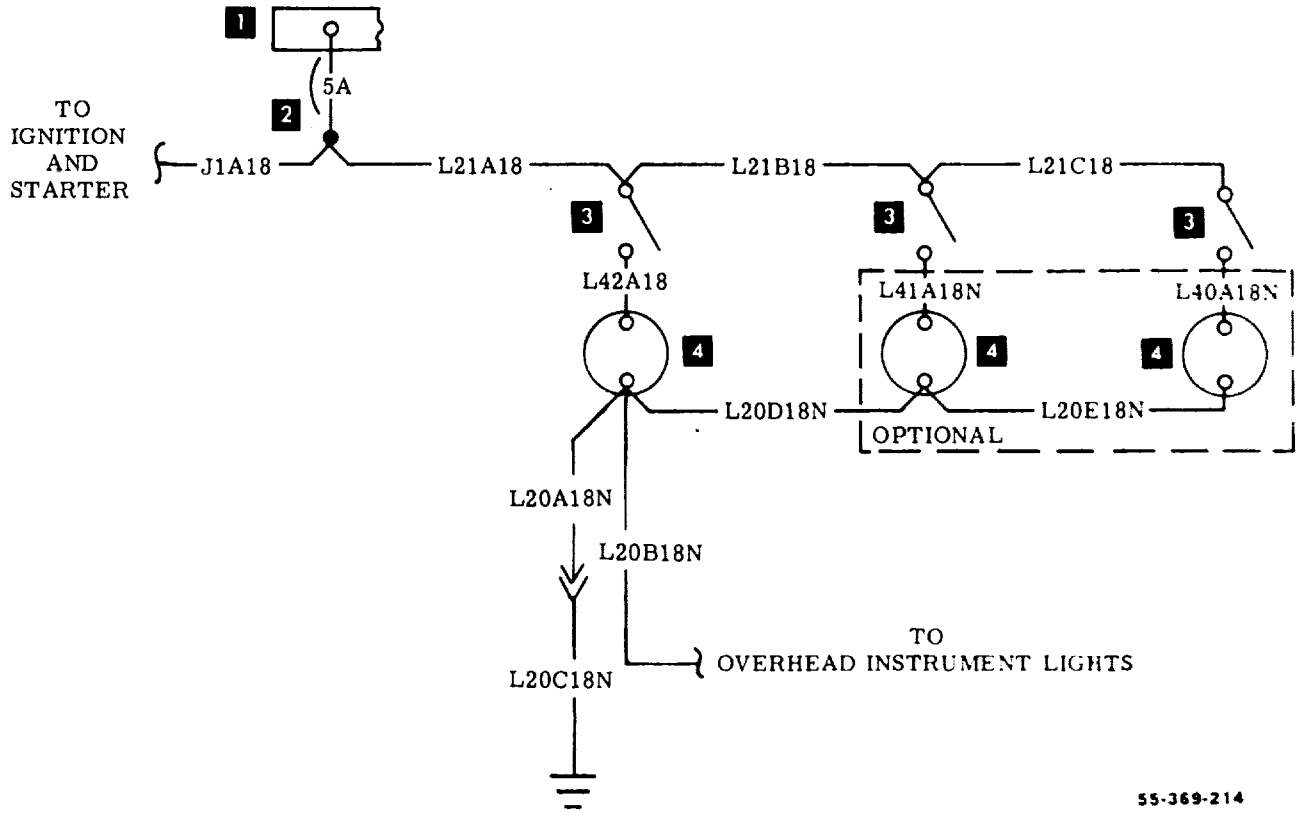 1
5A
2
TO
IGNITION
AND
STARTER
J1A18
L21A18
L21B18
L21C18
3
3
3
L42A18
L41A18N
L40A18N
4
4
4
L20D18N
L20E18N
OPTIONAL
L20A18N
L20B18N
TO
OVERHEAD INSTRUMENT LIGHTS
L20C18N
55-369-214